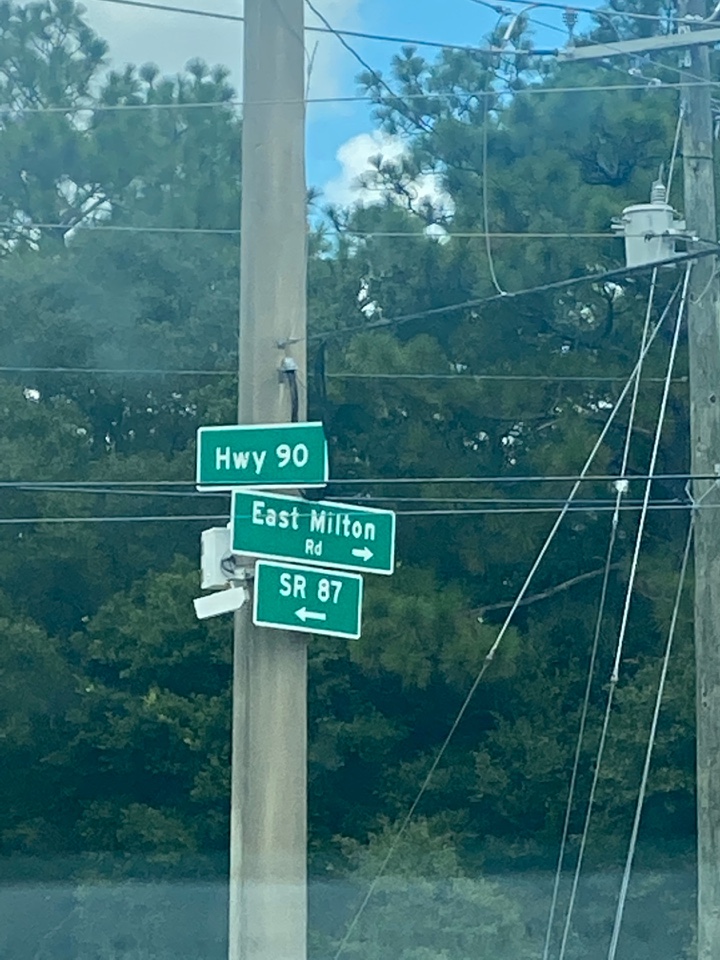 Hwy 90
East Milton
Rd →
SR 87
←